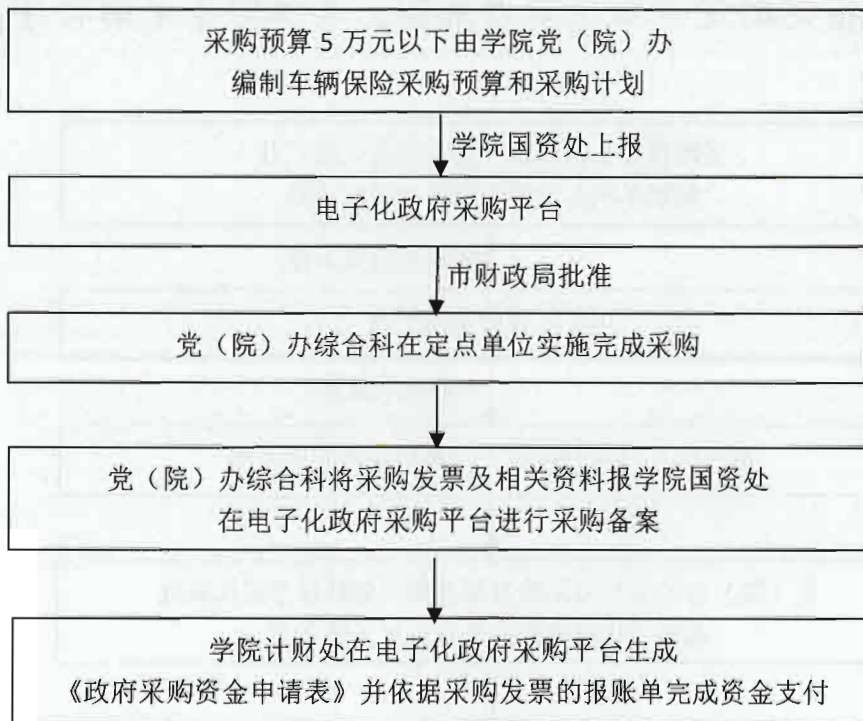 采购预算 5 万元以下由学院党（院）办
编制车辆保险采购预算和采购计划
学院国资处上报
电子化政府采购平台
市财政局批准
党（院）办综合科在定点单位实施完成采购
党（院）办综合科将采购发票及相关资料报学院国资处
在电子化政府采购平台进行采购备案
学院计财处在电子化政府采购平台生成
《政府采购资金申请表》并依据采购发票的报账单完成资金支付